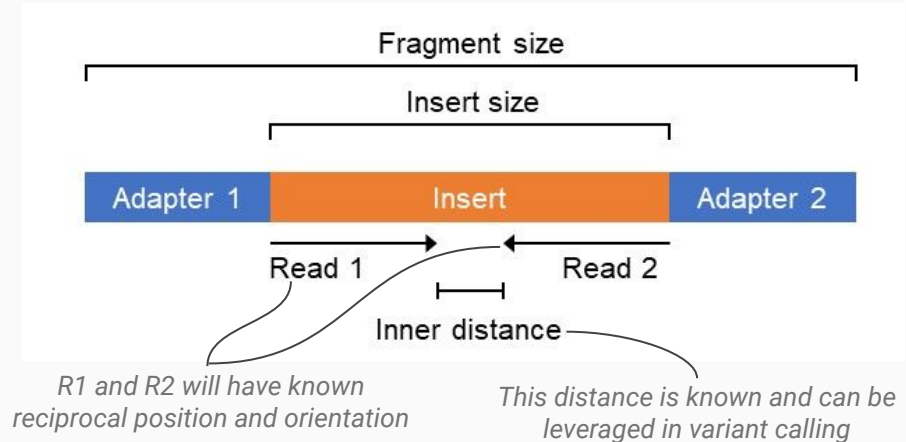 Fragment size
Insert size
Adapter 1
Insert
Adapter 2
Read 1
Read 2
Inner distance
R1 and R2 will have known
reciprocal position and orientation
This distance is known and can be
leveraged in variant calling